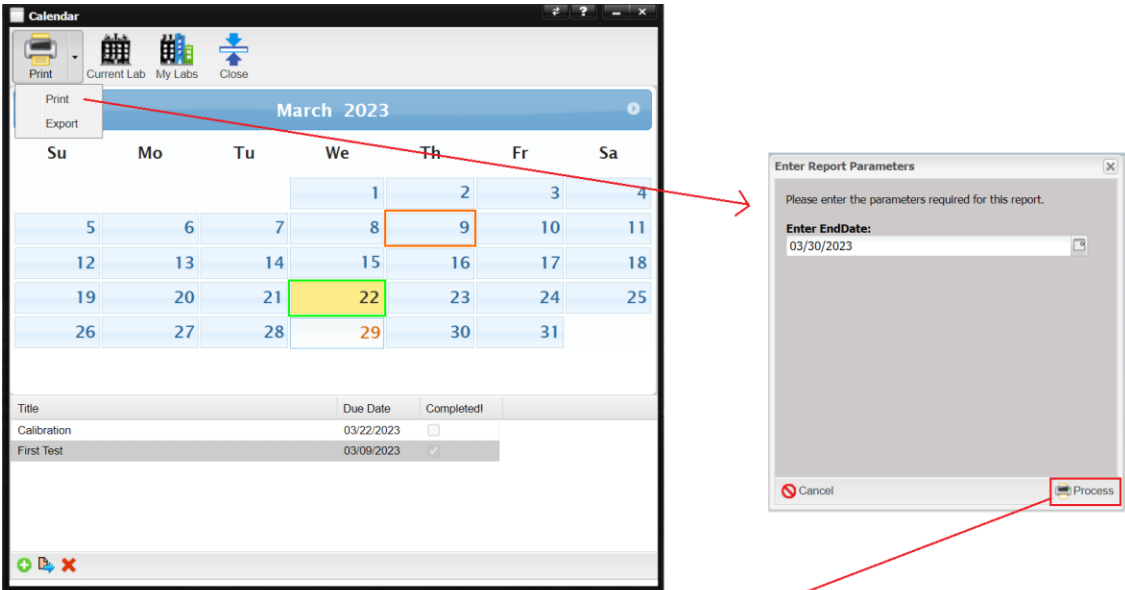 Calendar
Print
Current Lab
My Labs
Close
Print
Export
March 2023
Su Mo Tu We Th Fr Sa
1 2 3 4
5 6 7 8 9 10 11
12 13 14 15 16 17 18
19 20 21 22 23 24 25
26 27 28 29 30 31
Title Due Date Completed!
Calibration 03/22/2023
First Test 03/09/2023
Enter Report Parameters
Please enter the parameters required for this report.
Enter EndDate:
03/30/2023
Cancel
Process